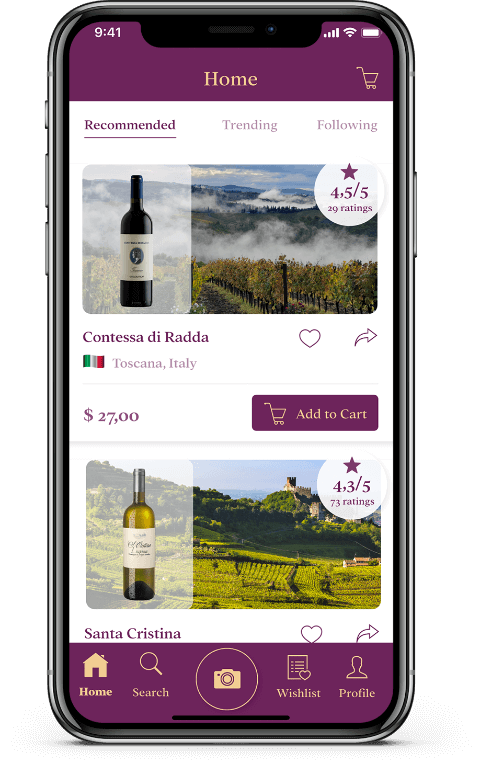 9:41
Home
Recommended Trending Following
4,5/5
29 ratings
Contessa di Radda
Toscana, Italy
$ 27,00
Add to Cart
4,3/5
73 ratings
Santa Cristina
Home Search Wishlist Profile